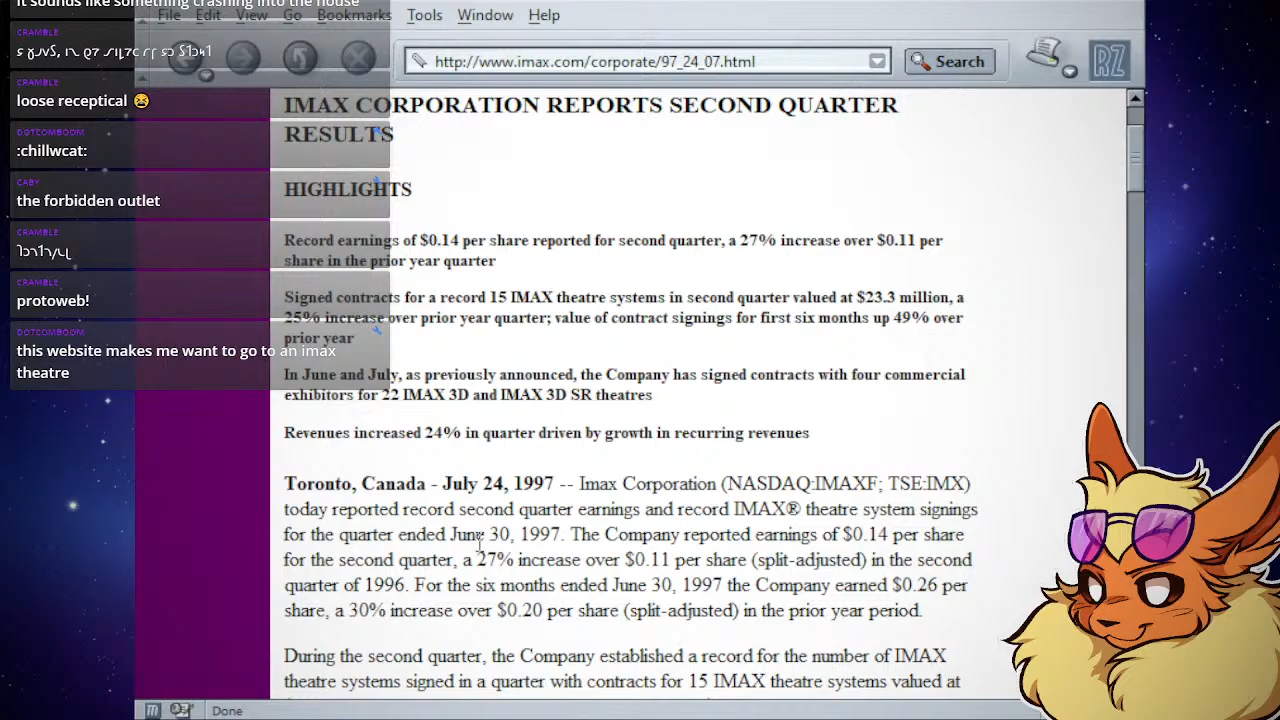 it sounds like something crashing into the house
CRAMBLE
CRAMBLE
loose receptical 😫
DOTCOMBOOM
:chillwcat:
CABY
the forbidden outlet
CRAMBLE
CRAMBLE
protoweb!
DOTCOMBOOM
this website makes me want to go to an imax
theatre
File Edit View Go Bookmarks Tools Window Help
http://www.imax.com/corporate/97_24_07.html
Search
RZ
IMAX CORPORATION REPORTS SECOND QUARTER
RESULTS
HIGHLIGHTS
Record earnings of $0.14 per share reported for second quarter, a 27% increase over $0.11 per
share in the prior year quarter
Signed contracts for a record 15 IMAX theatre systems in second quarter valued at $23.3 million, a
25% increase over prior year quarter; value of contract signings for first six months up 49% over
prior year
In June and July, as previously announced, the Company has signed contracts with four commercial
exhibitors for 22 IMAX 3D and IMAX 3D SR theatres
Revenues increased 24% in quarter driven by growth in recurring revenues
Toronto, Canada - July 24, 1997 -- Imax Corporation (NASDAQ:IMAXF; TSE:IMX)
today reported record second quarter earnings and record IMAX® theatre system signings
for the quarter ended June 30, 1997. The Company reported earnings of $0.14 per share
for the second quarter, a 27% increase over $0.11 per share (split-adjusted) in the second
quarter of 1996. For the six months ended June 30, 1997 the Company earned $0.26 per
share, a 30% increase over $0.20 per share (split-adjusted) in the prior year period.
During the second quarter, the Company established a record for the number of IMAX
theatre systems signed in a quarter with contracts for 15 IMAX theatre systems valued at
Done